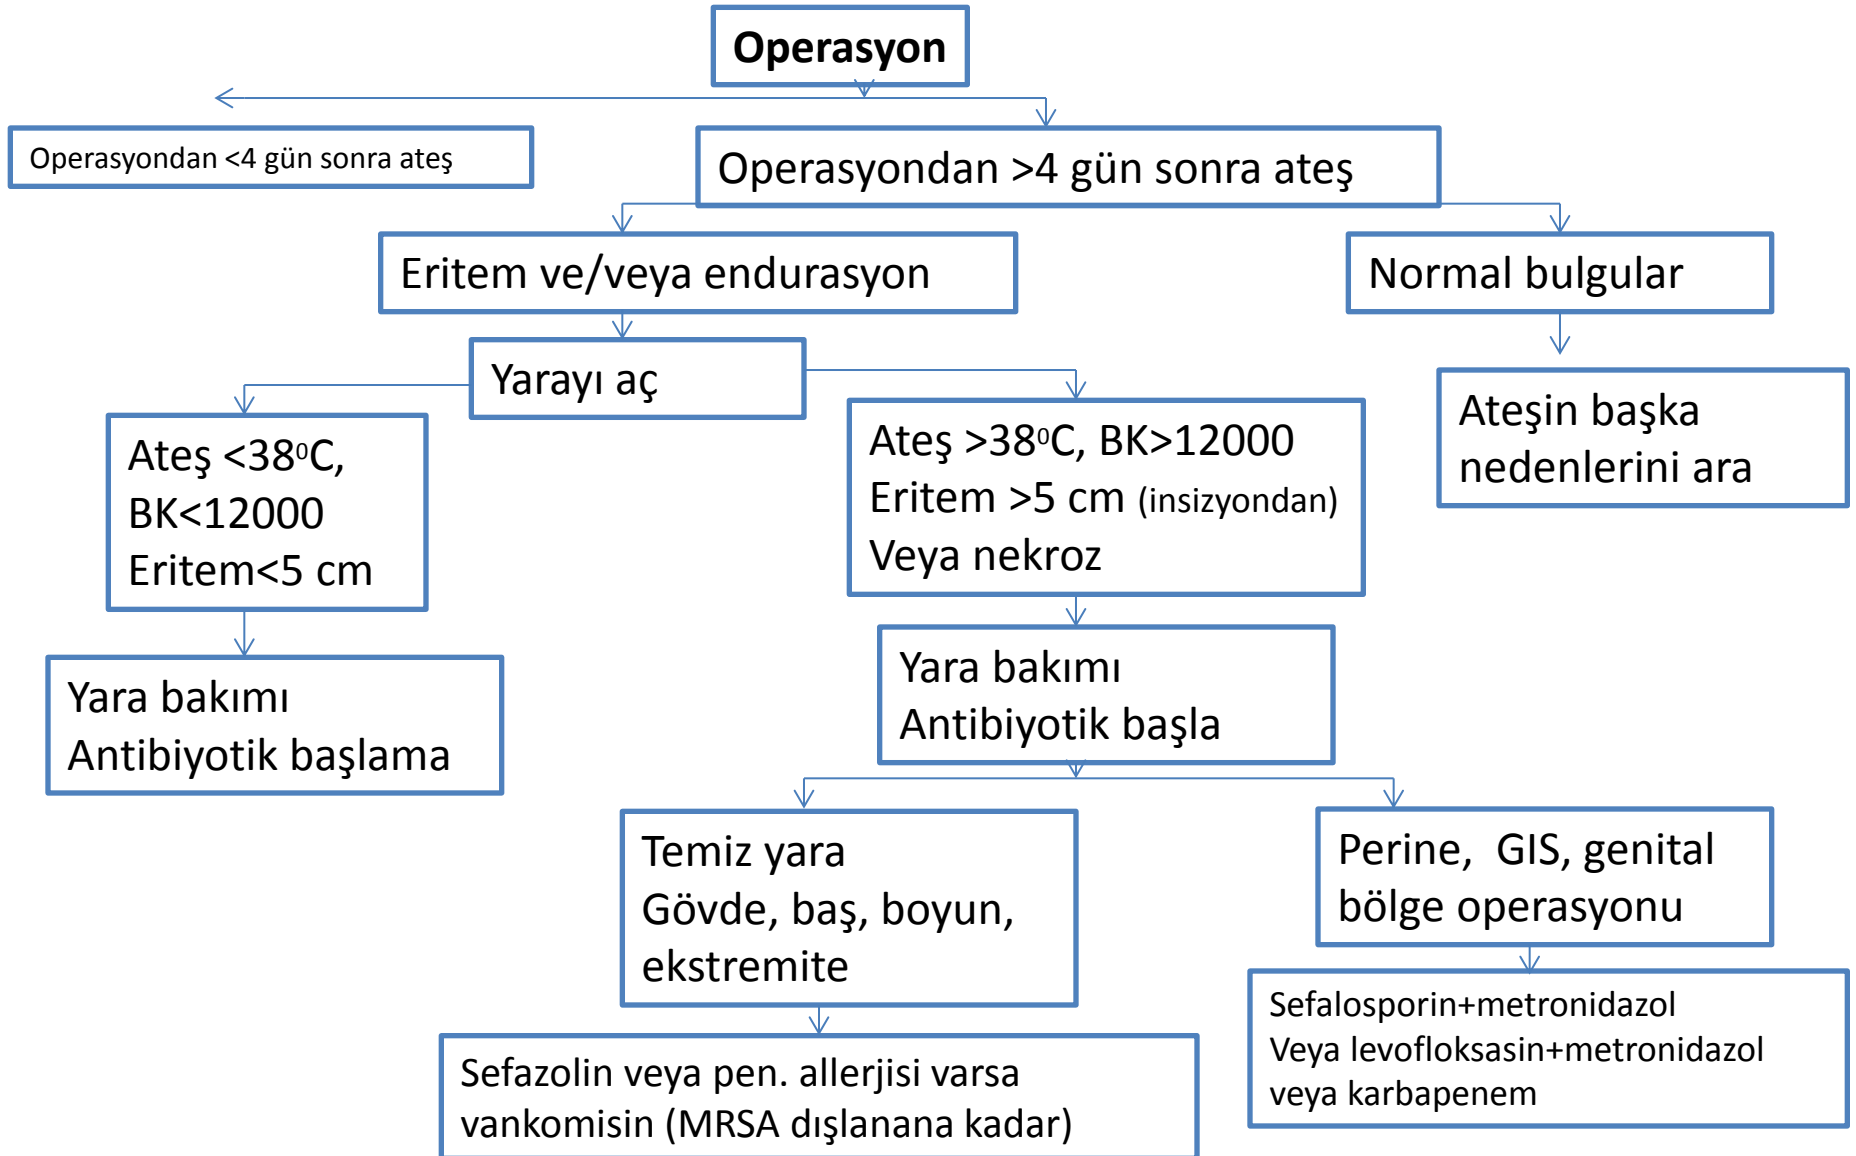 Operasyon
Operasyondan <4 gün sonra ateş
Operasyondan >4 gün sonra ateş
Eritem ve/veya endurasyon
Normal bulgular
Yarayı aç
Ateşin başka
nedenlerini ara
Ateş <38⁰C,
BK<12000
Eritem<5 cm
Ateş >38⁰C, BK>12000
Eritem >5 cm (insizyondan)
Veya nekroz
Yara bakımı
Antibiyotik başlama
Yara bakımı
Antibiyotik başla
Temiz yara
Gövde, baş, boyun,
ekstremite
Perine, GIS, genital
bölge operasyonu
Sefazolin veya pen. allerjisi varsa
vankomisin (MRSA dışlanana kadar)
Sefalosporin+metronidazol
Veya levofloksasin+metronidazol
veya karbapenem